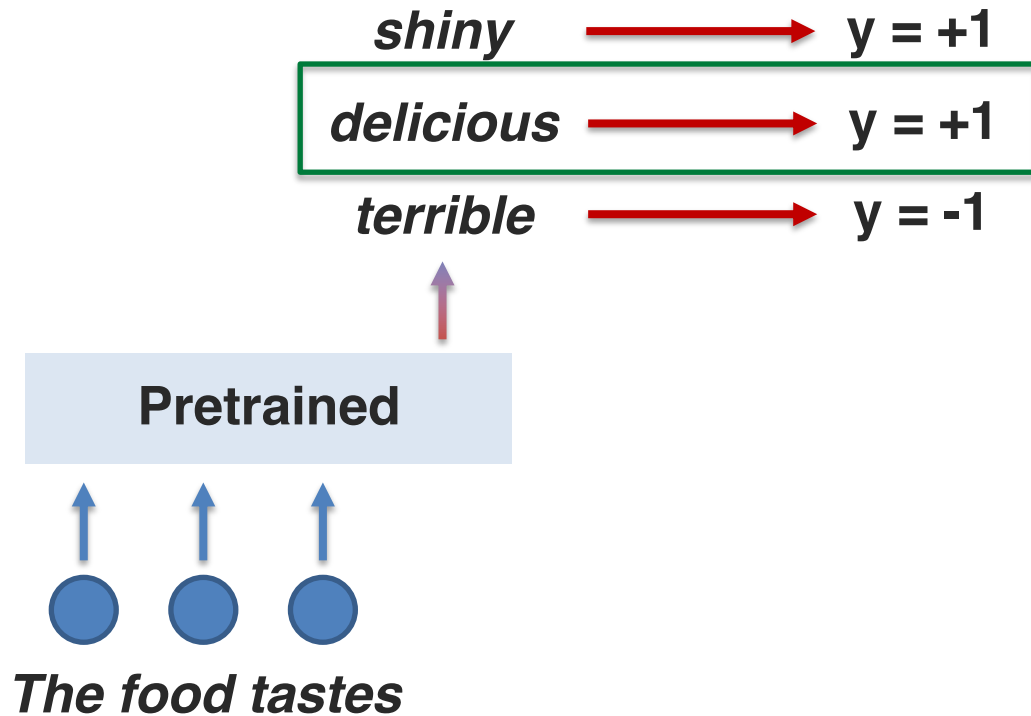 shiny y = +1
delicious y = +1
terrible y = -1
Pretrained
The food tastes